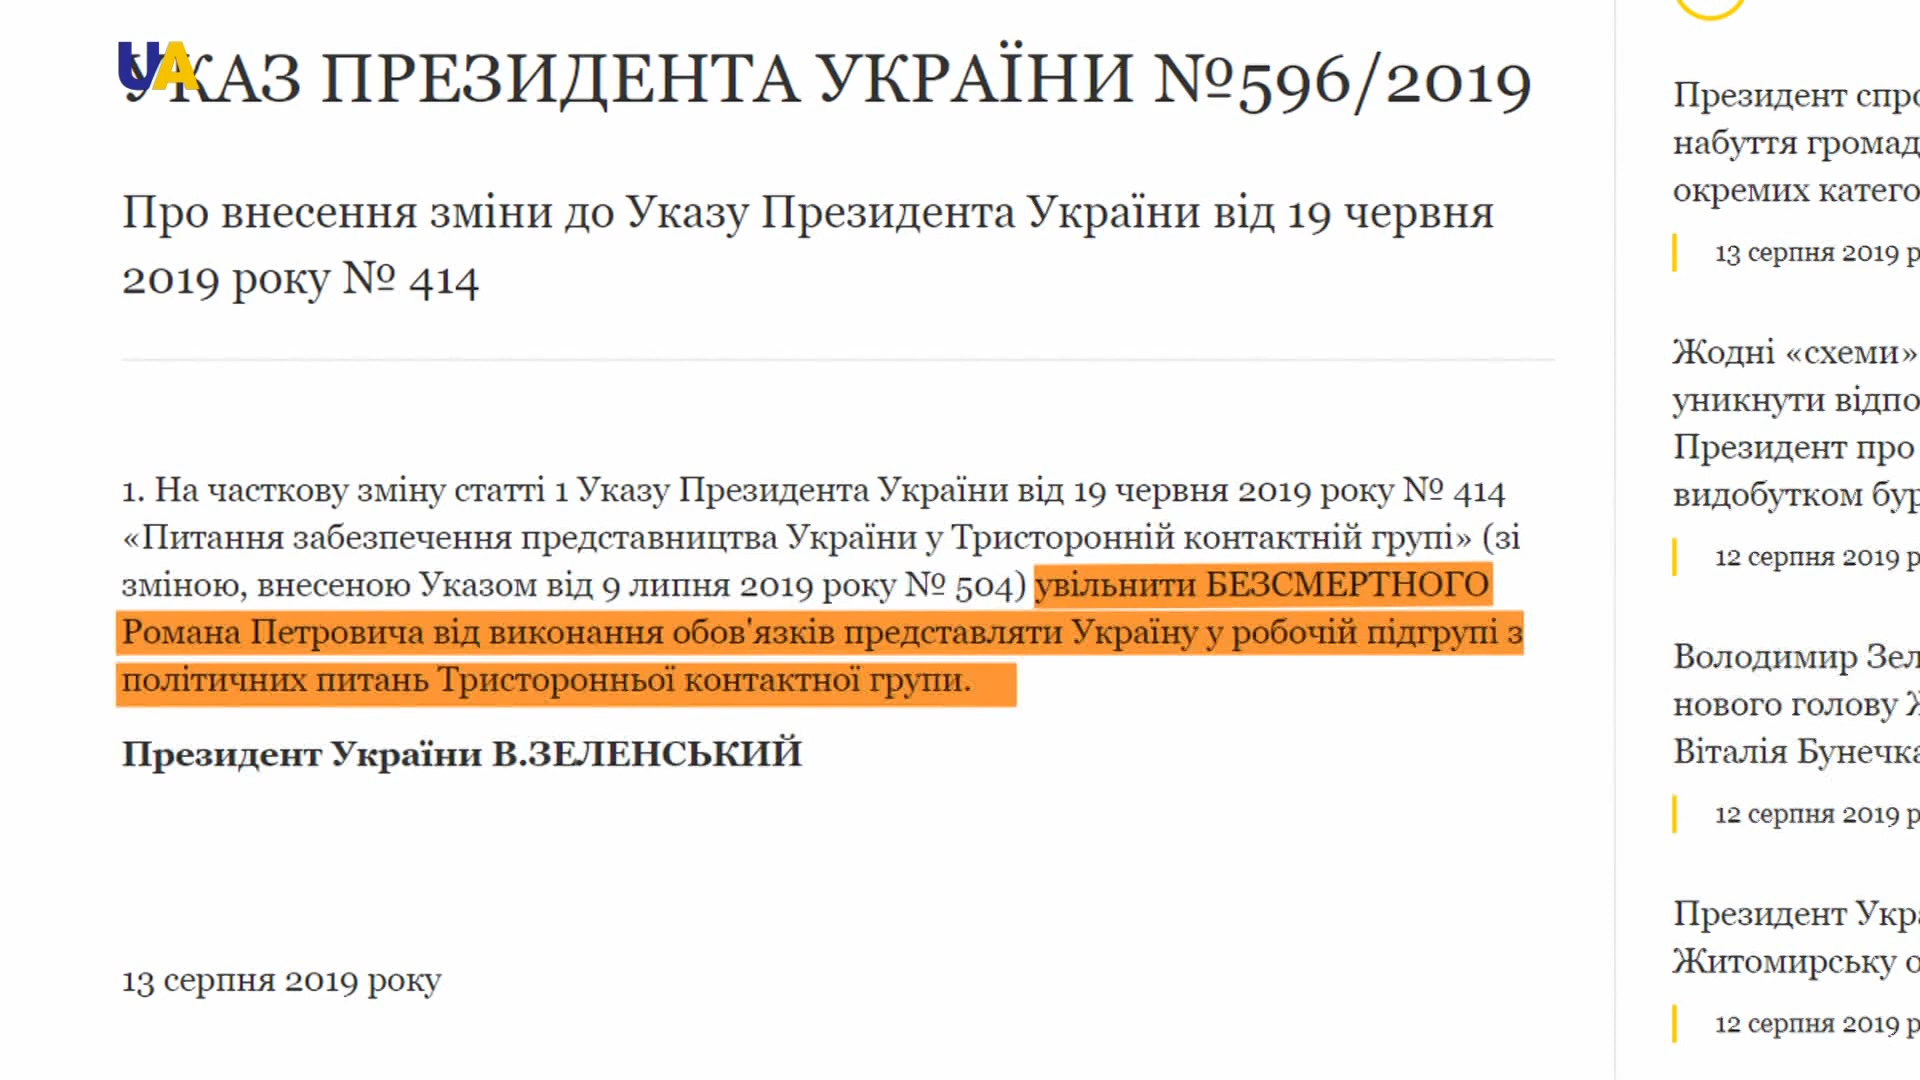 UA
УКАЗ ПРЕЗИДЕНТА УКРАЇНИ №596/2019
Про внесення зміни до Указу Президента України від 19 червня
2019 року № 414
1. На часткову зміну статті 1 Указу Президента України від 19 червня 2019 року № 414
«Питання забезпечення представництва України у Тристоронній контактній групі» (зі
зміною, внесеною Указом від 9 липня 2019 року № 504) увільнити БЕЗСМЕРТНОГО
Романа Петровича від виконання обов'язків представляти Україну у робочій підгрупі з
політичних питань Тристоронньої контактної групи.
Президент України В.ЗЕЛЕНСЬКИЙ
13 серпня 2019 року
Президент спро
набуття громад
окремих катего
13 серпня 2019 р
Жодні «схеми»
уникнути відпо
Президент про
видобутком бур
12 серпня 2019 р
Володимир Зел
нового голову Ж
Віталія Бунечка
12 серпня 2019 р
Президент Укра
Житомирську о
12 серпня 2019 р